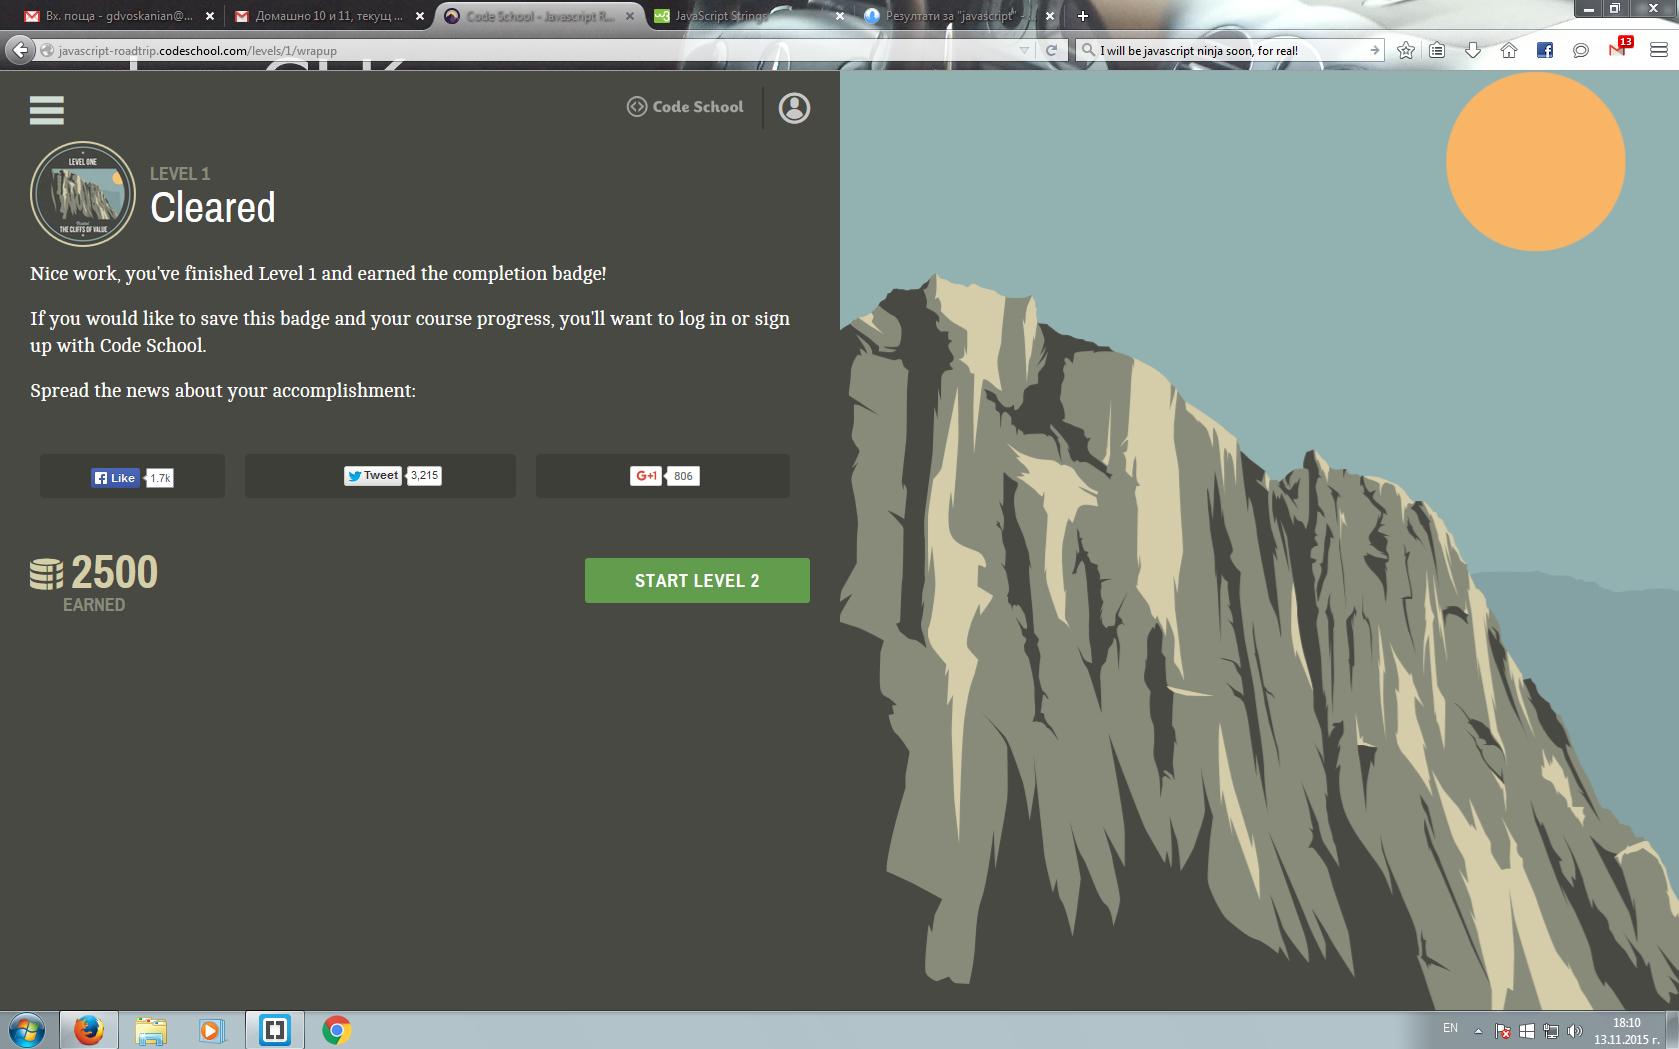 Вх. поща - gdvoskanian@...
Домашно 10 и 11, текущ ...
Code School - Javascript R...
JavaScript Strings
Резултати за "javascript" -
javascript-roadtrip.codeschool.com/levels/1/wrapup
I will be javascript ninja soon, for real!
13
Code School
LEVEL ONE
THE CLIFFS OF VALUE
LEVEL 1
Cleared
Nice work, you've finished Level 1 and earned the completion badge!
If you would like to save this badge and your course progress, you'll want to log in or sign
up with Code School.
Spread the news about your accomplishment:
Like 1.7k
Tweet 3,215
G+1 806
2500
EARNED
START LEVEL 2
EN
18:10
13.11.2015 г.